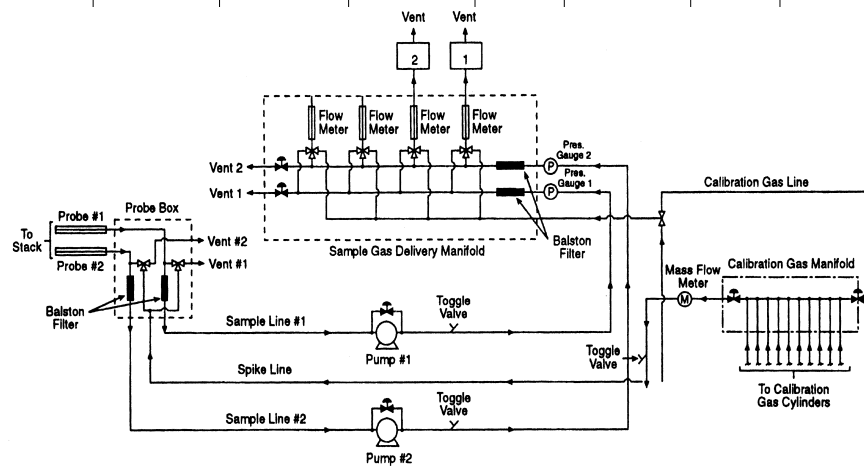 Vent
Vent
2
1
Flow
Meter
Flow
Meter
Flow
Meter
Flow
Meter
Pres.
Gauge 2
Vent 2
P
Pres.
Gauge 1
Vent 1
P
Calibration Gas Line
Probe Box
Probe #1
To
Stack
Probe #2
Vent #2
Vent #1
Balston
Filter
Sample Gas Delivery Manifold
Mass Flow
Meter
Calibration Gas Manifold
M
Balston
Filter
Sample Line #1
Toggle
Valve
Pump #1
Toggle
Valve
Spike Line
To Calibration
Gas Cylinders
Sample Line #2
Toggle
Valve
Pump #2